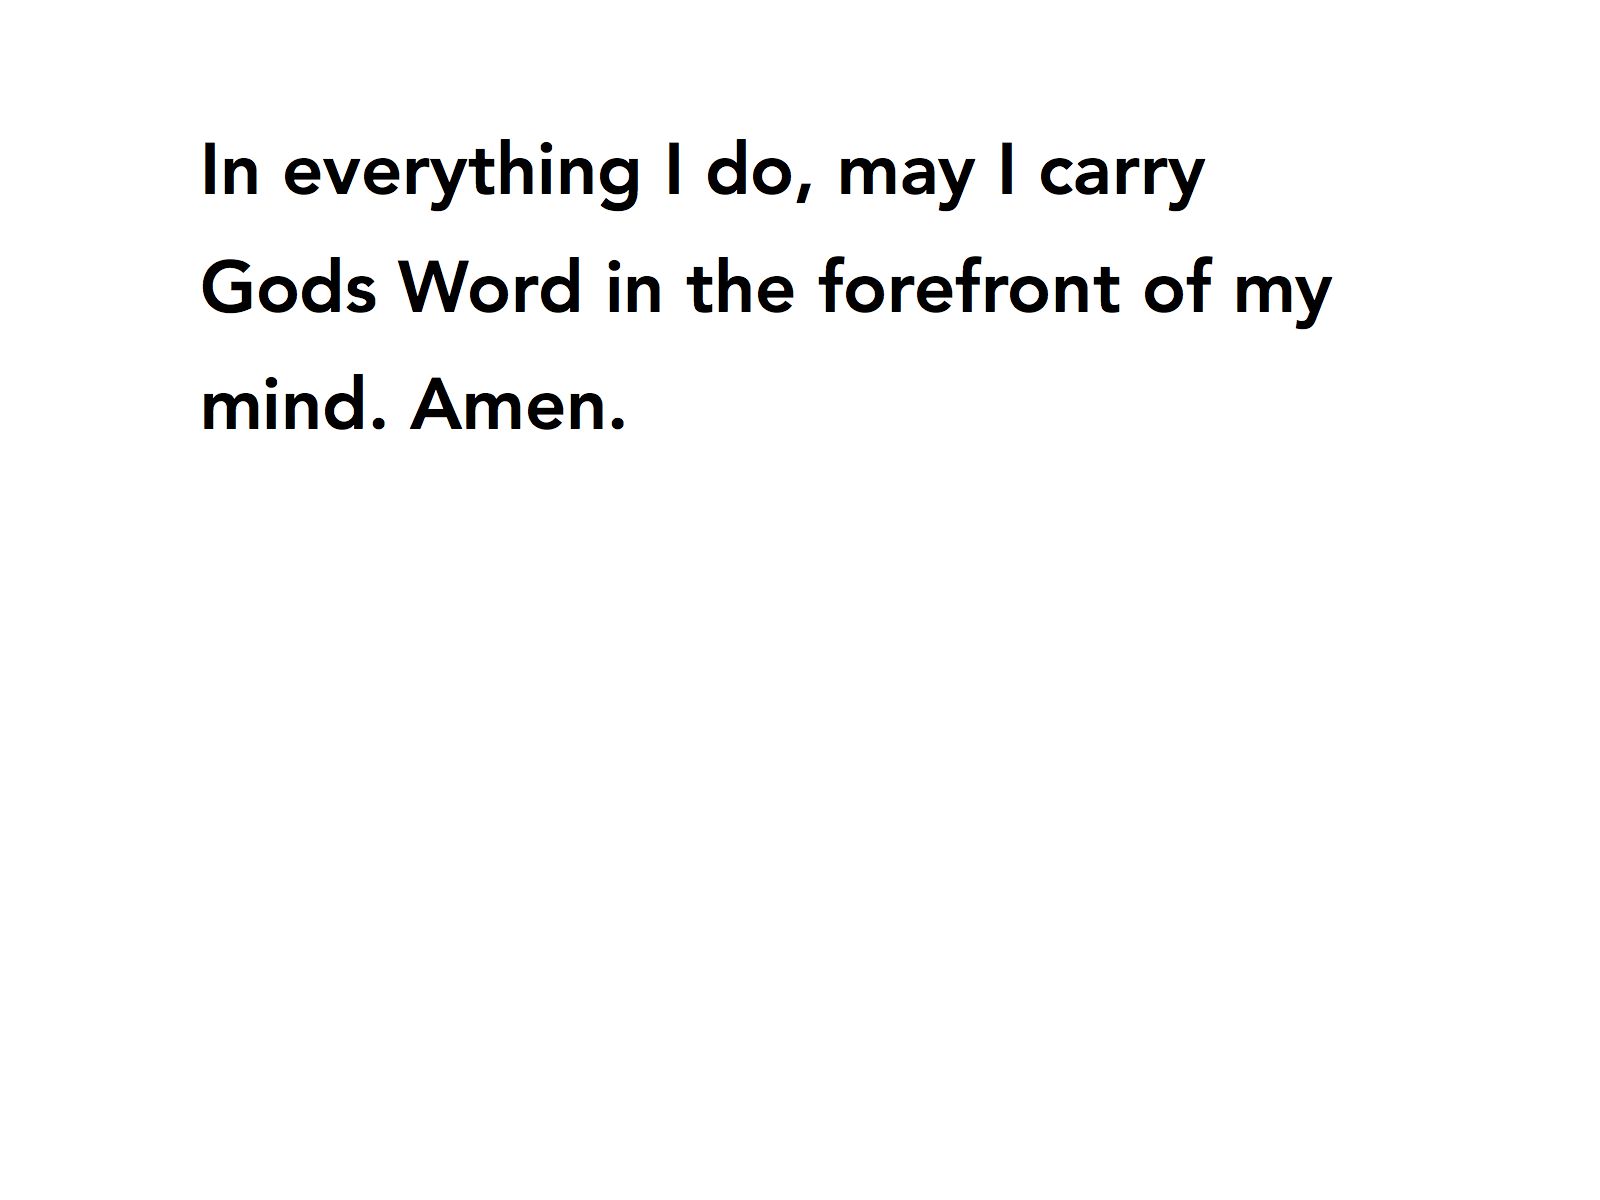 In everything I do, may I carry
Gods Word in the forefront of my
mind. Amen.